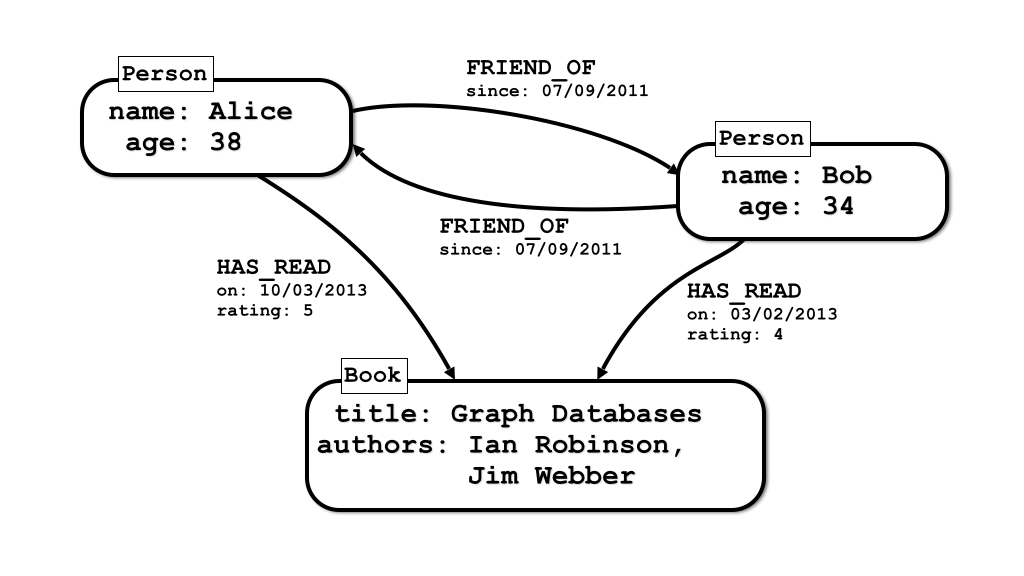 Person
name: Alice
age: 38
FRIEND_OF
since: 07/09/2011
Person
name: Bob
age: 34
FRIEND_OF
since: 07/09/2011
HAS_READ
on: 10/03/2013
rating: 5
HAS_READ
on: 03/02/2013
rating: 4
Book
title: Graph Databases
authors: Ian Robinson,
Jim Webber